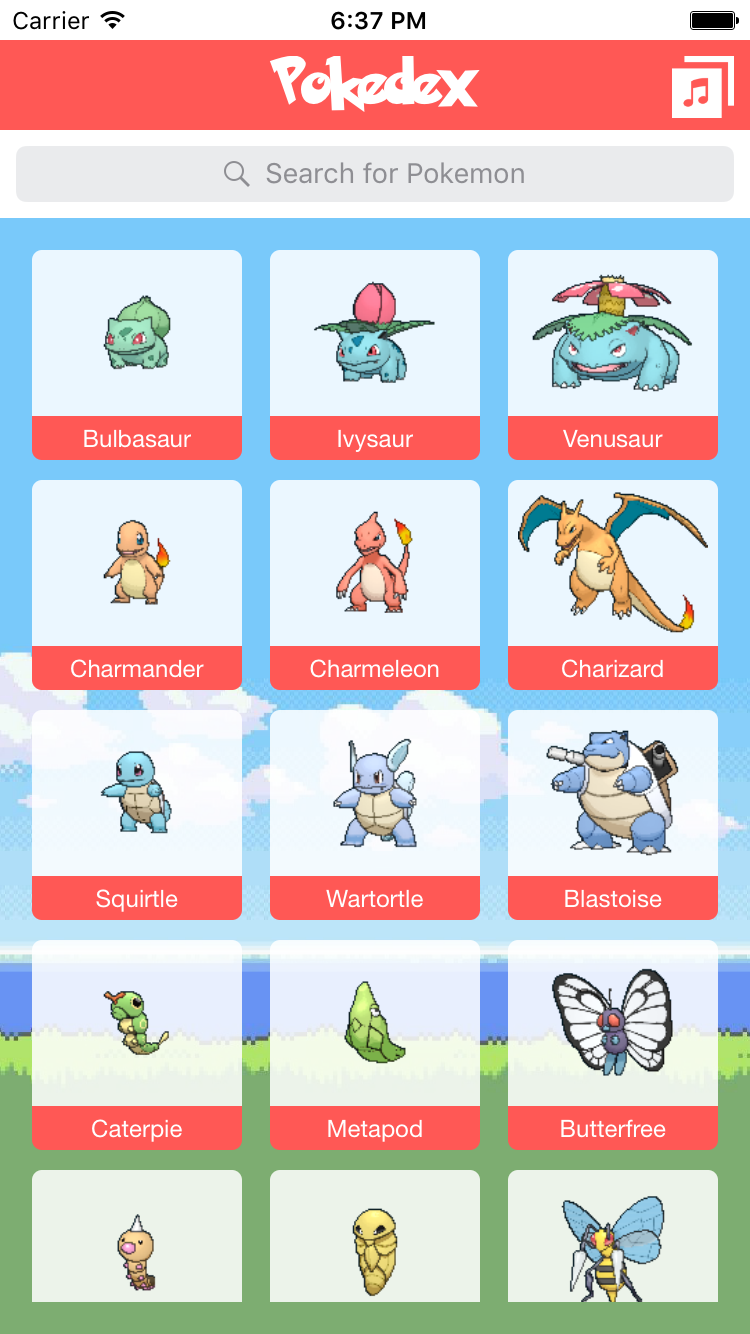 Carrier 6:37 PM
Pokedex
Search for Pokemon
Bulbasaur Ivysaur Venusaur
Charmander Charmeleon Charizard
Squirtle Wartortle Blastoise
Caterpie Metapod Butterfree